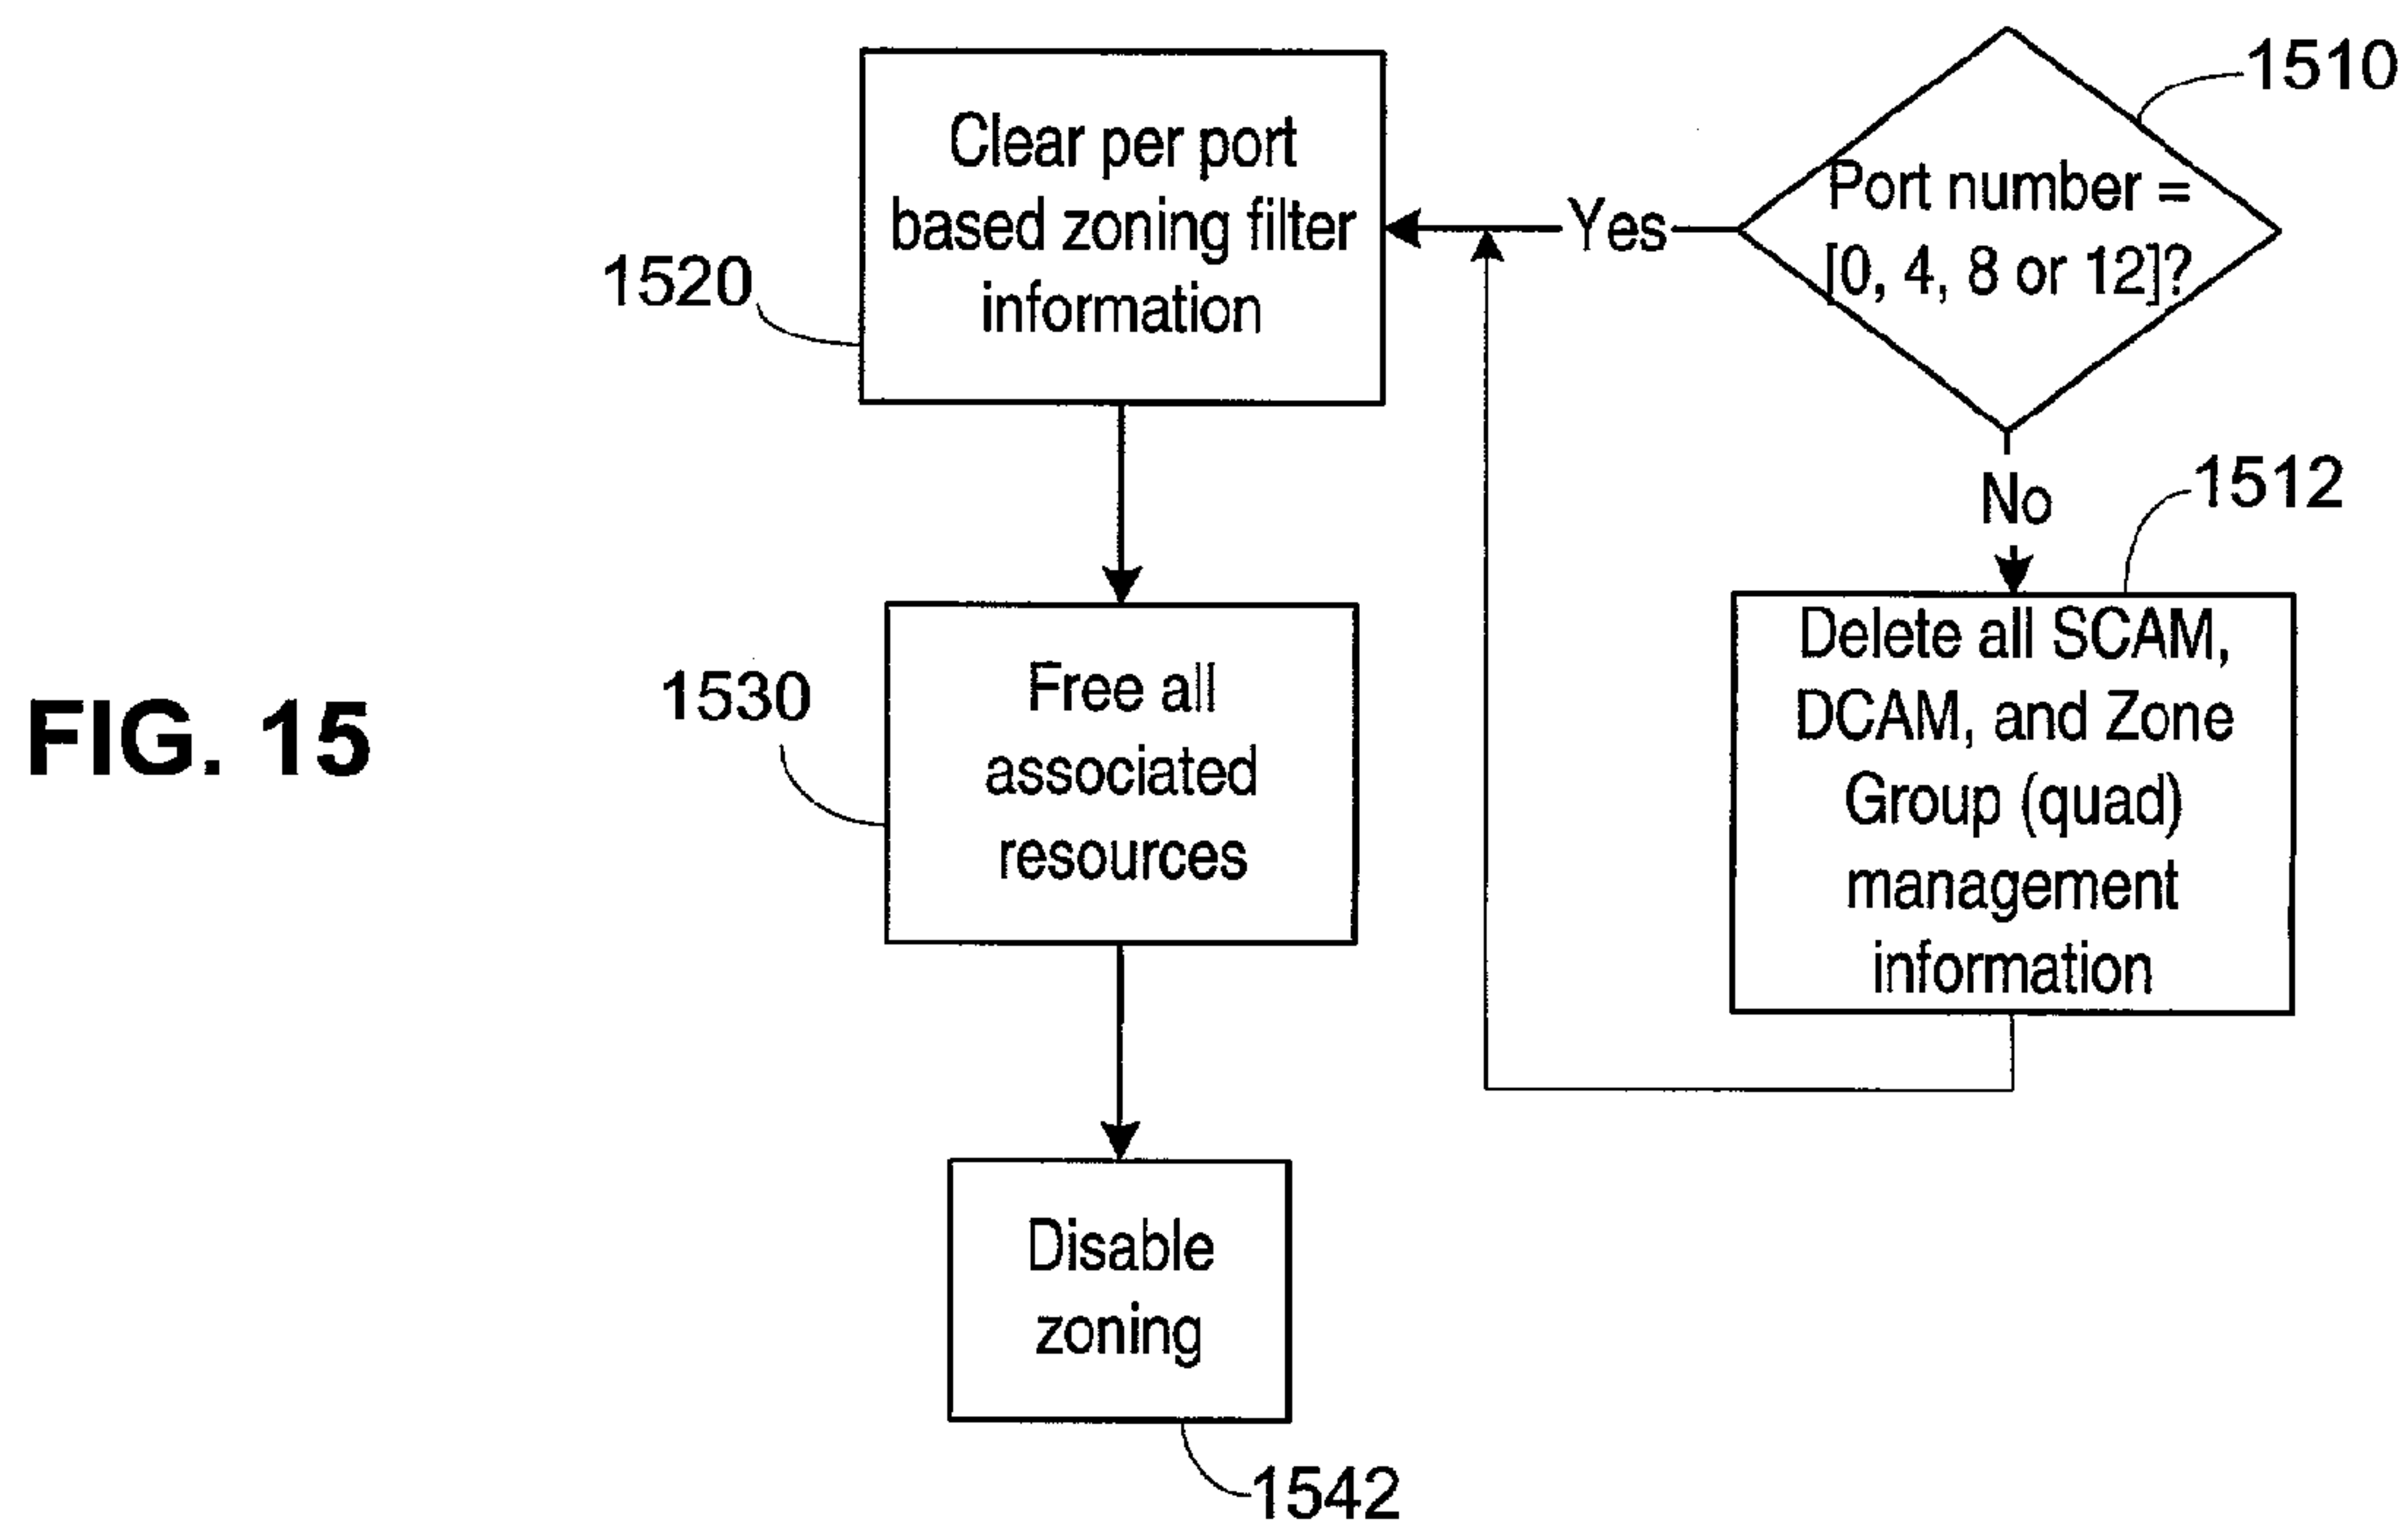 1510
Port number =
[0, 4, 8 or 12]?
Yes
No
1512
Delete all SCAM,
DCAM, and Zone
Group (quad)
management
information
1520
Clear per port
based zoning filter
information
1530
Free all
associated
resources
Disable
zoning
1542
FIG. 15